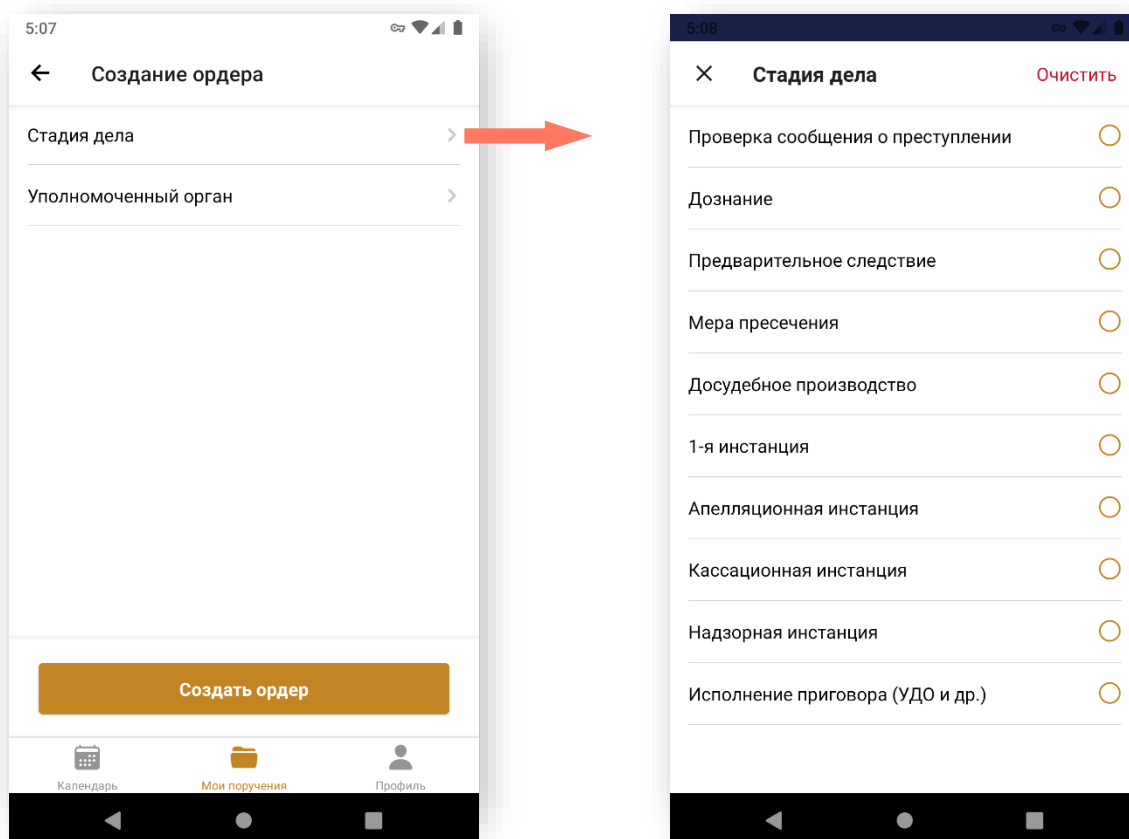 5:07
Создание ордера
Стадия дела
Уполномоченный орган
Создать ордер
Календарь
Мои поручения
Профиль
5:08
Стадия дела
Очистить
Проверка сообщения о преступлении
Дознание
Предварительное следствие
Мера пресечения
Досудебное производство
1-я инстанция
Апелляционная инстанция
Кассационная инстанция
Надзорная инстанция
Исполнение приговора (УДО и др.)